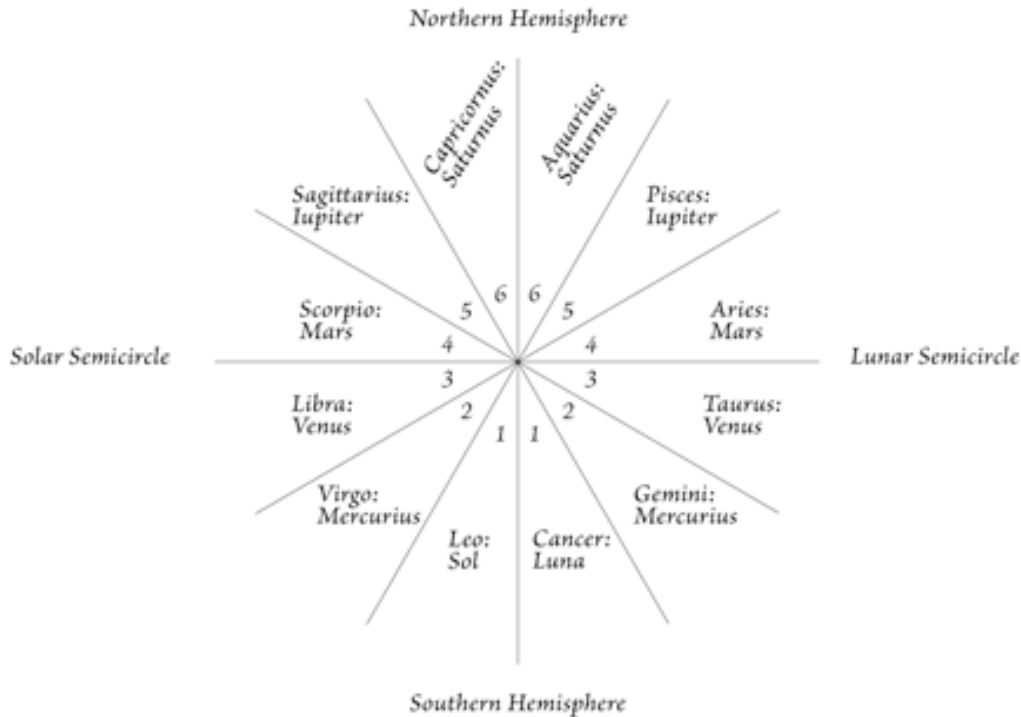 Northern Hemisphere
Capricornus:
Saturnus
Aquarius:
Saturnus
Sagittarius:
Iupiter
Pisces:
Iupiter
6
6
5
5
Scorpio:
Mars
Aries:
Mars
4
4
Solar Semicircle
Lunar Semicircle
3
3
Libra:
Venus
Taurus:
Venus
2
2
1
1
Virgo:
Mercurius
Gemini:
Mercurius
Leo:
Sol
Cancer:
Luna
Southern Hemisphere